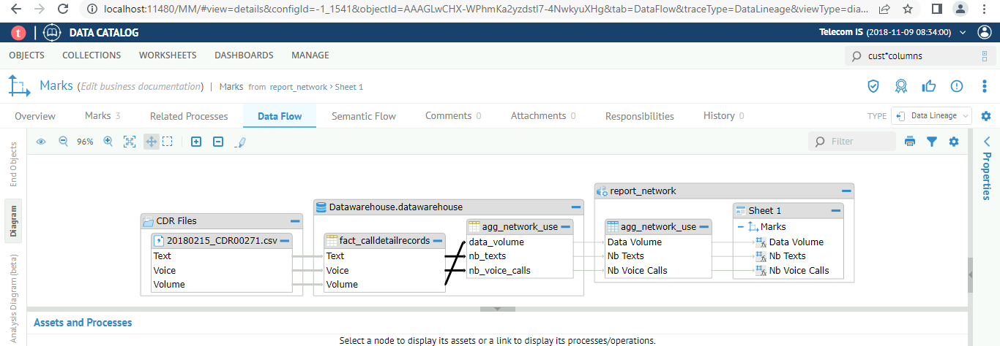 localhost:11480/MM/#view=details&configId=-1_1541&objectId=AAAGLwCHX-WPhmKa2yzdstI7-4NwkyuXHg&tab=DataFlow&traceType=DataLineage&viewType=dia...
t DATA CATALOG Telecom IS (2018-11-09 08:34:00)
OBJECTS COLLECTIONS WORKSHEETS DASHBOARDS MANAGE cust*columns
Marks (Edit business documentation) | Marks from report_network > Sheet 1
Overview Marks 3 Related Processes Data Flow Semantic Flow Comments 0 Attachments 0 Responsibilities History 0 TYPE Data Lineage
96% Filter
End Objects
Diagram
Analysis Diagram (beta)
Properties
CDR Files
20180215_CDR00271.csv
Text
Voice
Volume
Datawarehouse.datawarehouse
fact_calldetailrecords
Text
Voice
Volume
agg_network_use
data_volume
nb_texts
nb_voice_calls
report_network
agg_network_use
Data Volume
Nb Texts
Nb Voice Calls
Sheet 1
Marks
Data Volume
Nb Texts
Nb Voice Calls
Assets and Processes
Select a node to display its assets or a link to display its processes/operations.